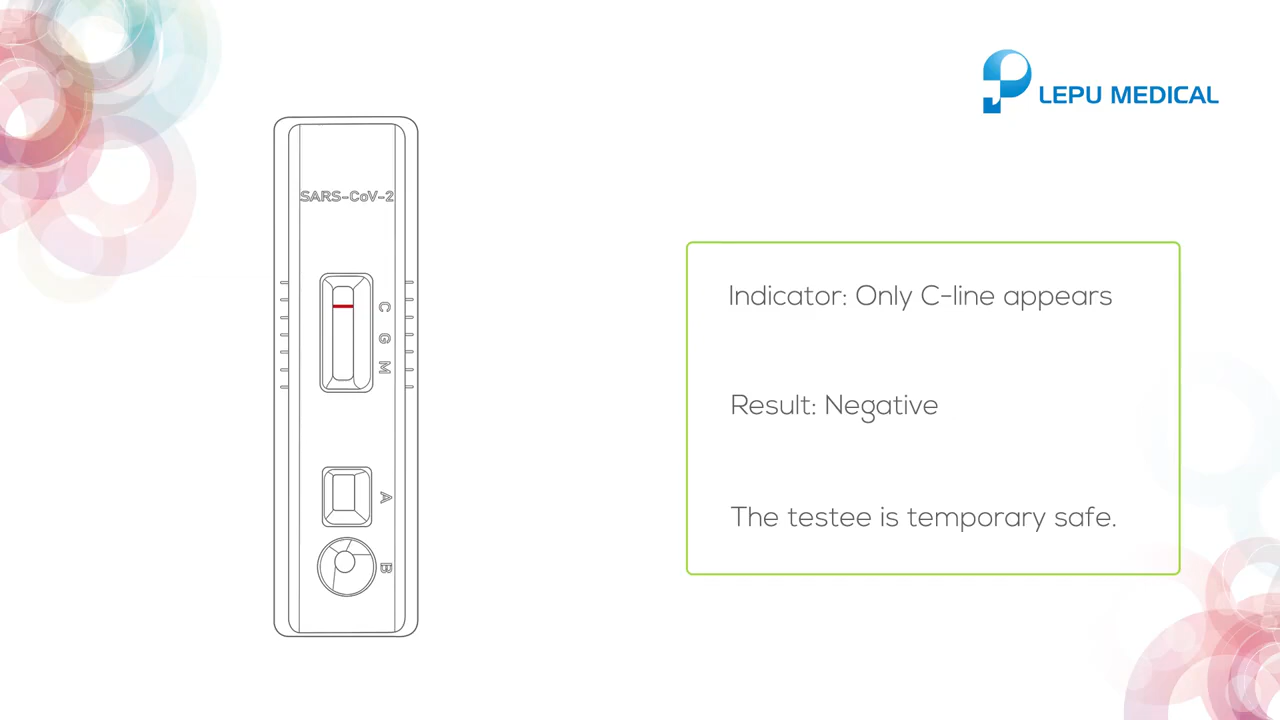 LEPU MEDICAL
SARS-CoV-2
C
G
M
A
B
Indicator: Only C-line appears
Result: Negative
The testee is temporary safe.